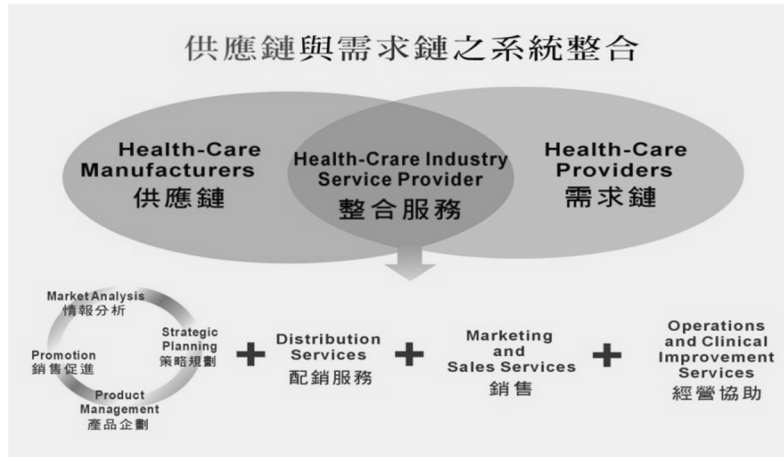 供應鏈與需求鏈之系統整合
Health-Care
Manufacturers
供應鏈
Health-Crare Industry
Service Provider
整合服務
Health-Care
Providers
需求鏈
Market Analysis
情報分析
Strategic
Planning
策略規劃
Product
Management
產品企劃
Promotion
銷售促進
+
Distribution
Services
配銷服務
+
Marketing
and
Sales Services
銷售
+
Operations
and Clinical
Improvement
Services
經營協助